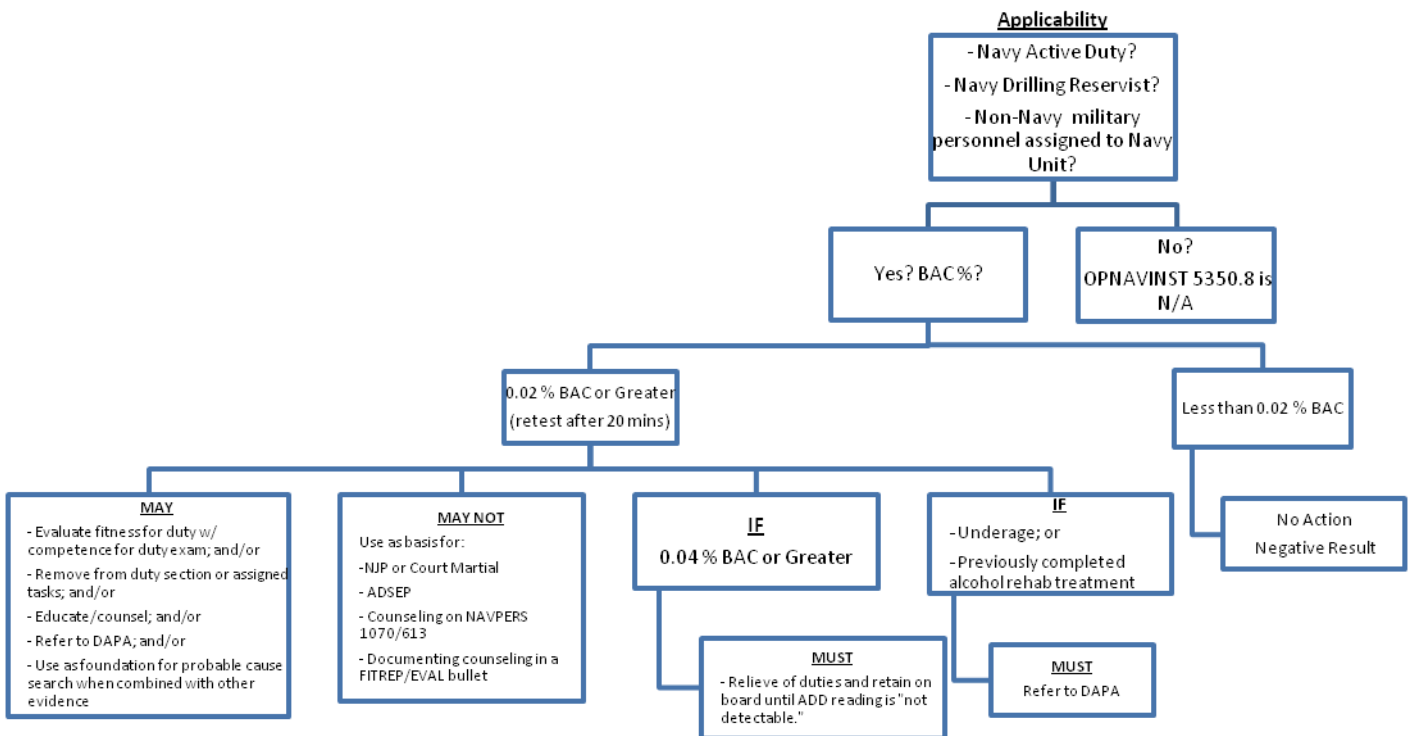 Applicability
- Navy Active Duty?
- Navy Drilling Reservist?
- Non-Navy military
personnel assigned to Navy
Unit?
Yes? BAC %?
No?
OPNAVINST 5350.8 is
N/A
0.02 % BAC or Greater
(retest after 20 mins)
Less than 0.02 % BAC
MAY
- Evaluate fitness for duty w/
competence for duty exam; and/or
- Remove from duty section or assigned
tasks; and/or
- Educate/counsel; and/or
- Refer to DAPA; and/or
- Use as foundation for probable cause
search when combined with other
evidence
MAY NOT
Use as basis for:
-NJP or Court Martial
- ADSEP
- Counseling on NAVPERS
1070/613
- Documenting counseling in a
FITREP/EVAL bullet
IF
0.04 % BAC or Greater
IF
- Underage; or
- Previously completed
alcohol rehab treatment
No Action
Negative Result
MUST
- Relieve of duties and retain on
board until ADD reading is "not
detectable."
MUST
Refer to DAPA